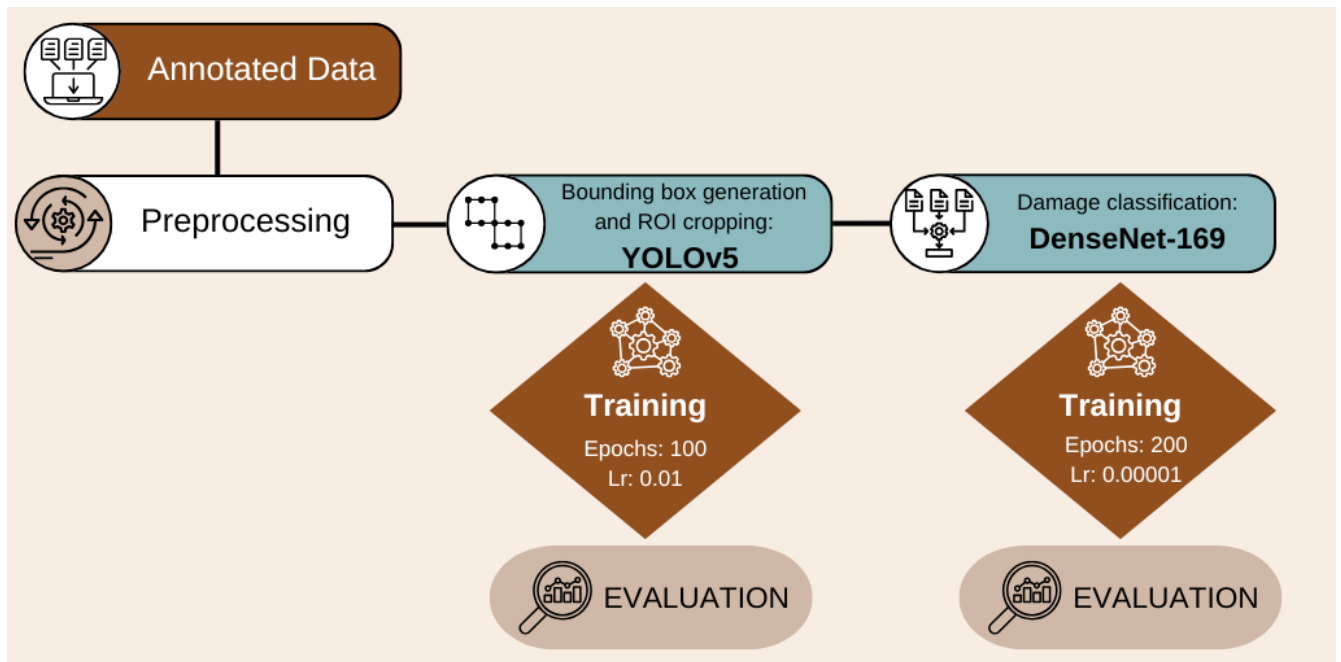 Annotated Data
Preprocessing
Bounding box generation
and ROI cropping:
YOLOv5
Damage classification:
DenseNet-169
Training
Epochs: 100
Lr: 0.01
Training
Epochs: 200
Lr: 0.00001
EVALUATION
EVALUATION